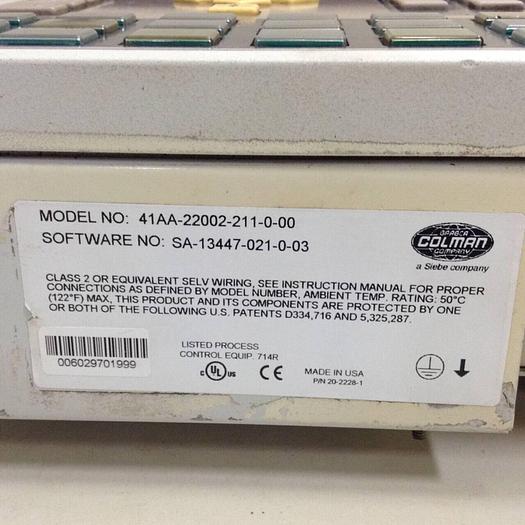 MODEL NO: 41AA-22002-211-0-00
SOFTWARE NO: SA-13447-021-0-03
BARBER
COLMAN
COMPANY
a Siebe company
CLASS 2 OR EQUIVALENT SELV WIRING, SEE INSTRUCTION MANUAL FOR PROPER
CONNECTIONS AS DEFINED BY MODEL NUMBER, AMBIENT TEMP. RATING: 50°C
(122°F) MAX, THIS PRODUCT AND ITS COMPONENTS ARE PROTECTED BY ONE
OR BOTH OF THE FOLLOWING U.S. PATENTS D334,716 AND 5,325,287.
006029701999
LISTED PROCESS
CONTROL EQUIP. 714R
C UL US CE
MADE IN USA
P/N 20-2228-1